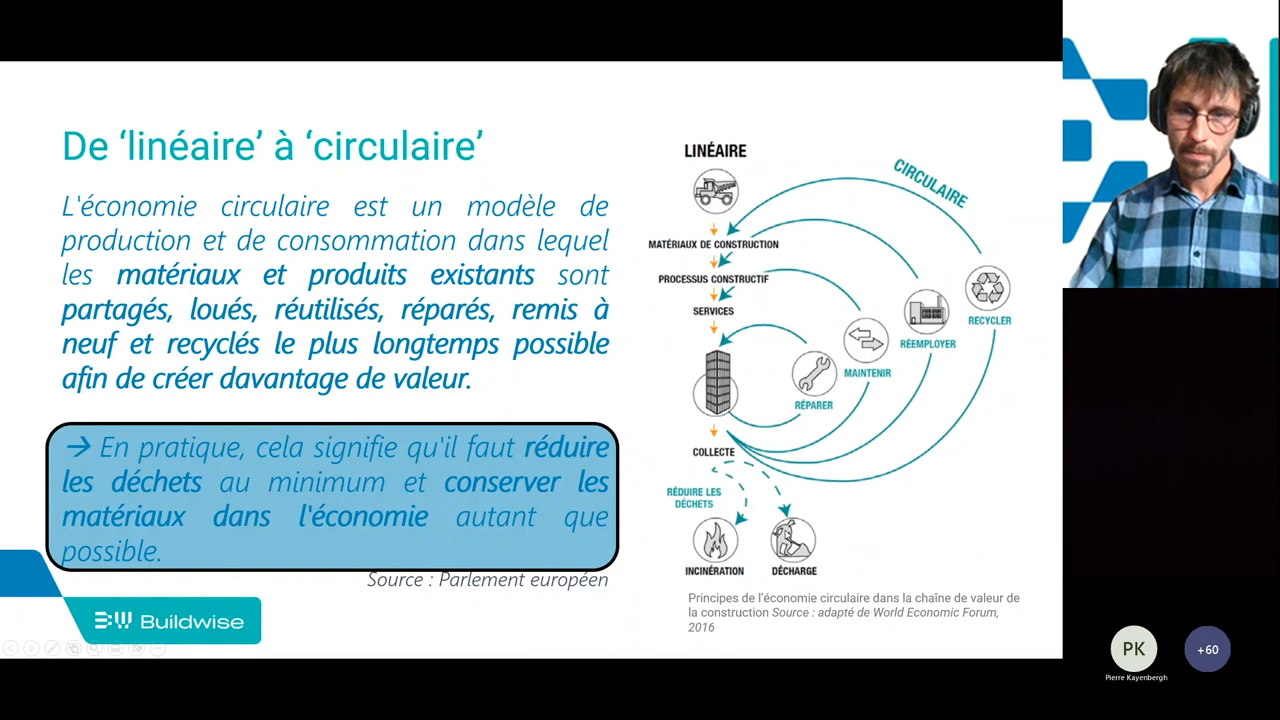 De ‘linéaire’ à ‘circulaire’
L'économie circulaire est un modèle de
production et de consommation dans lequel
les matériaux et produits existants sont
partagés, loués, réutilisés, réparés, remis à
neuf et recyclés le plus longtemps possible
afin de créer davantage de valeur.
→ En pratique, cela signifie qu'il faut réduire
les déchets au minimum et conserver les
matériaux dans l'économie autant que
possible.
Source : Parlement européen
Buildwise
LINÉAIRE
CIRCULAIRE
MATÉRIAUX DE CONSTRUCTION
PROCESSUS CONSTRUCTIF
SERVICES
RECYCLER
RÉEMPLOYER
MAINTENIR
RÉPARER
COLLECTE
RÉDUIRE LES
DÉCHETS
INCINÉRATION
DÉCHARGE
Principes de l’économie circulaire dans la chaîne de valeur de
la construction Source : adapté de World Economic Forum,
2016
PK
+60
Pierre Kayenbergh